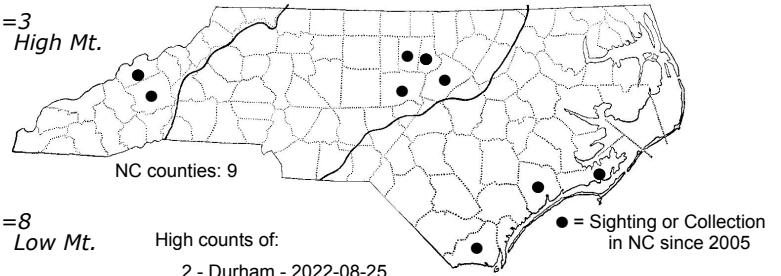 =3
High Mt.
NC counties: 9
=8
Low Mt.
High counts of:
2 - Durham - 2022-08-25
● = Sighting or Collection
in NC since 2005